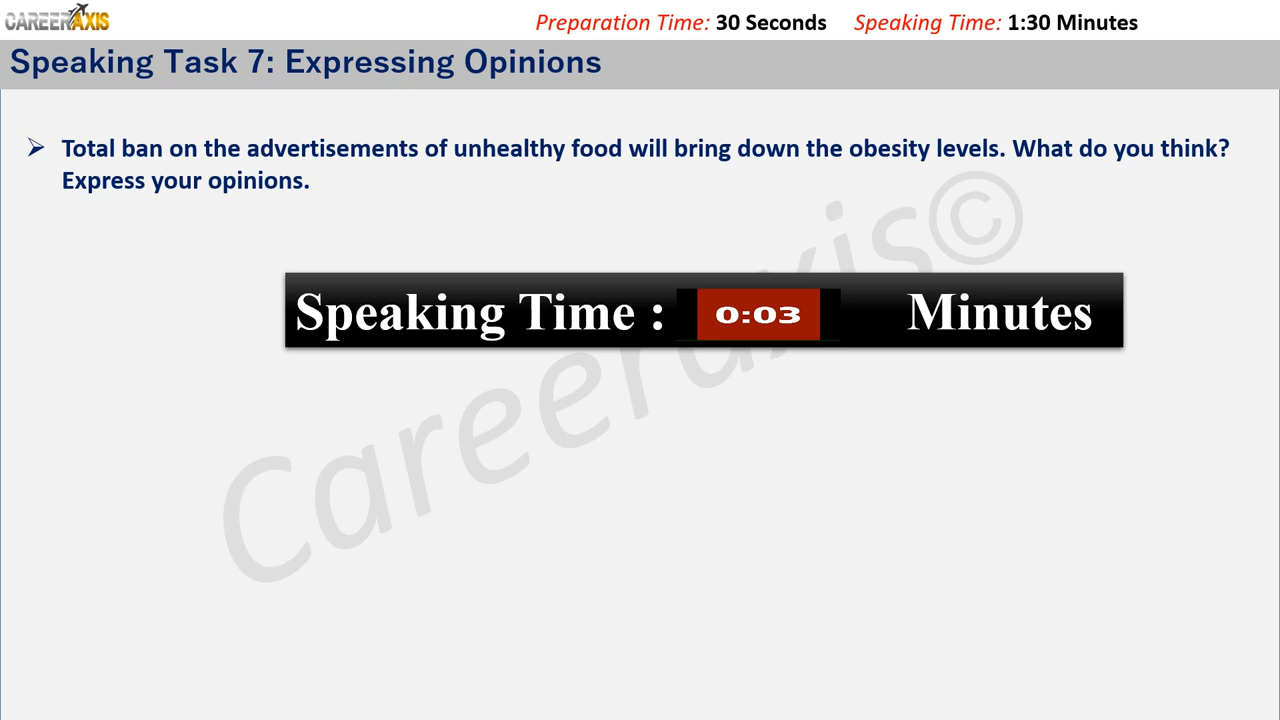 CAREERAXIS
Preparation Time: 30 Seconds Speaking Time: 1:30 Minutes
Speaking Task 7: Expressing Opinions
➢ Total ban on the advertisements of unhealthy food will bring down the obesity levels. What do you think?
Express your opinions.
Speaking Time : 0:03 Minutes
Careeraxis©